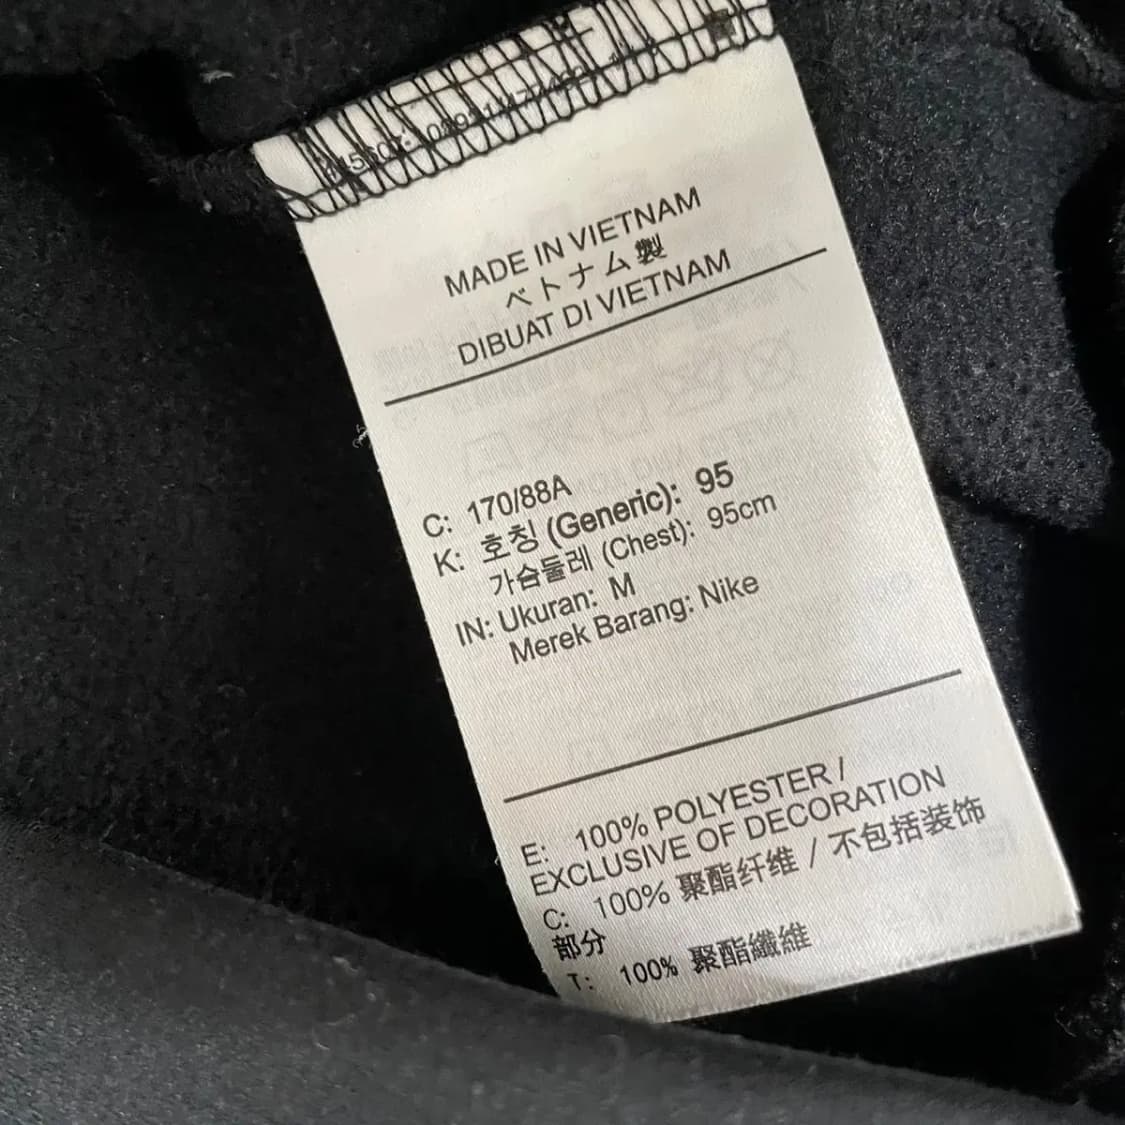 MADE IN VIETNAM
ベトナム製
DIBUAT DI VIETNAM
C: 170/88A
K: 호칭 (Generic): 95
가슴둘레 (Chest): 95cm
IN: Ukuran: M
Merek Barang: Nike
E: 100% POLYESTER /
EXCLUSIVE OF DECORATION
C: 100% 聚酯纤维 / 不包括装饰
部分
T: 100% 聚酯纖維